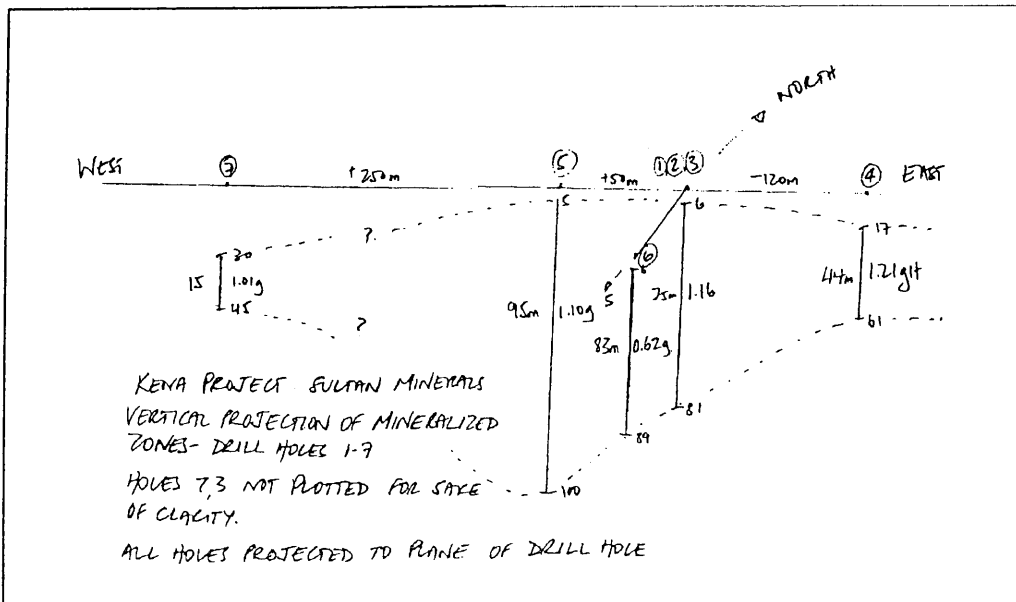 NORTH
WEST ⑦ +250m ⑤ +50m ① ② ③ -120m ④ EAST
5 6 17
30 ? ⑥
15 1.01g 95m 1.10g 75m 1.16 44m 1.21g/t
45 ? 83m 0.62g 61
81
89
100
KENA PROJECT SULTAN MINERALS
VERTICAL PROJECTION OF MINERALIZED
ZONES - DRILL HOLES 1-7
HOLES 7,3 NOT PLOTTED FOR SAKE
OF CLARITY.
ALL HOLES PROJECTED TO PLANE OF DRILL HOLE